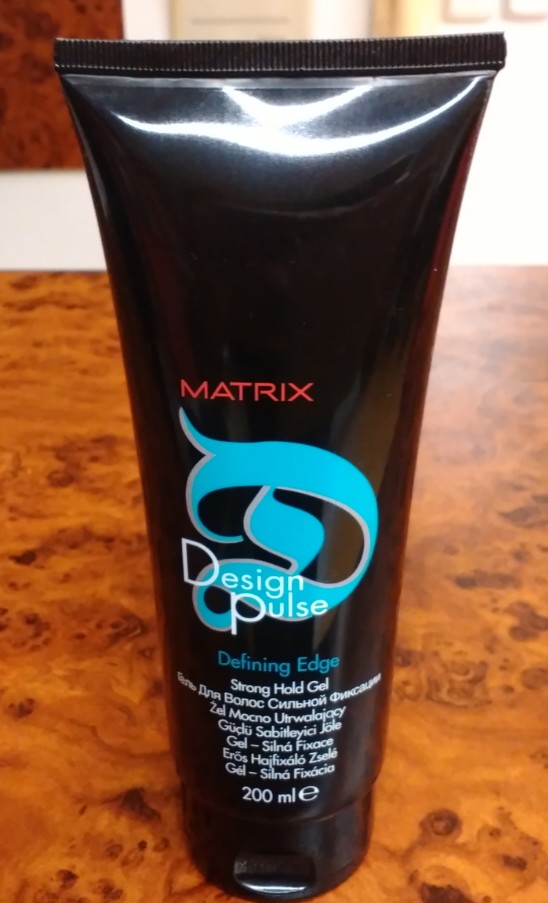 MATRIX
Design
pulse
Defining Edge
Strong Hold Gel
Гель Для Волос Сильной Фиксации
Żel Mocno Utrwalający
Güçlü Sabitleyici Jöle
Gel – Silná Fixace
Erős Hajfixáló Zselé
Gél – Silná Fixácia
200 ml ℮